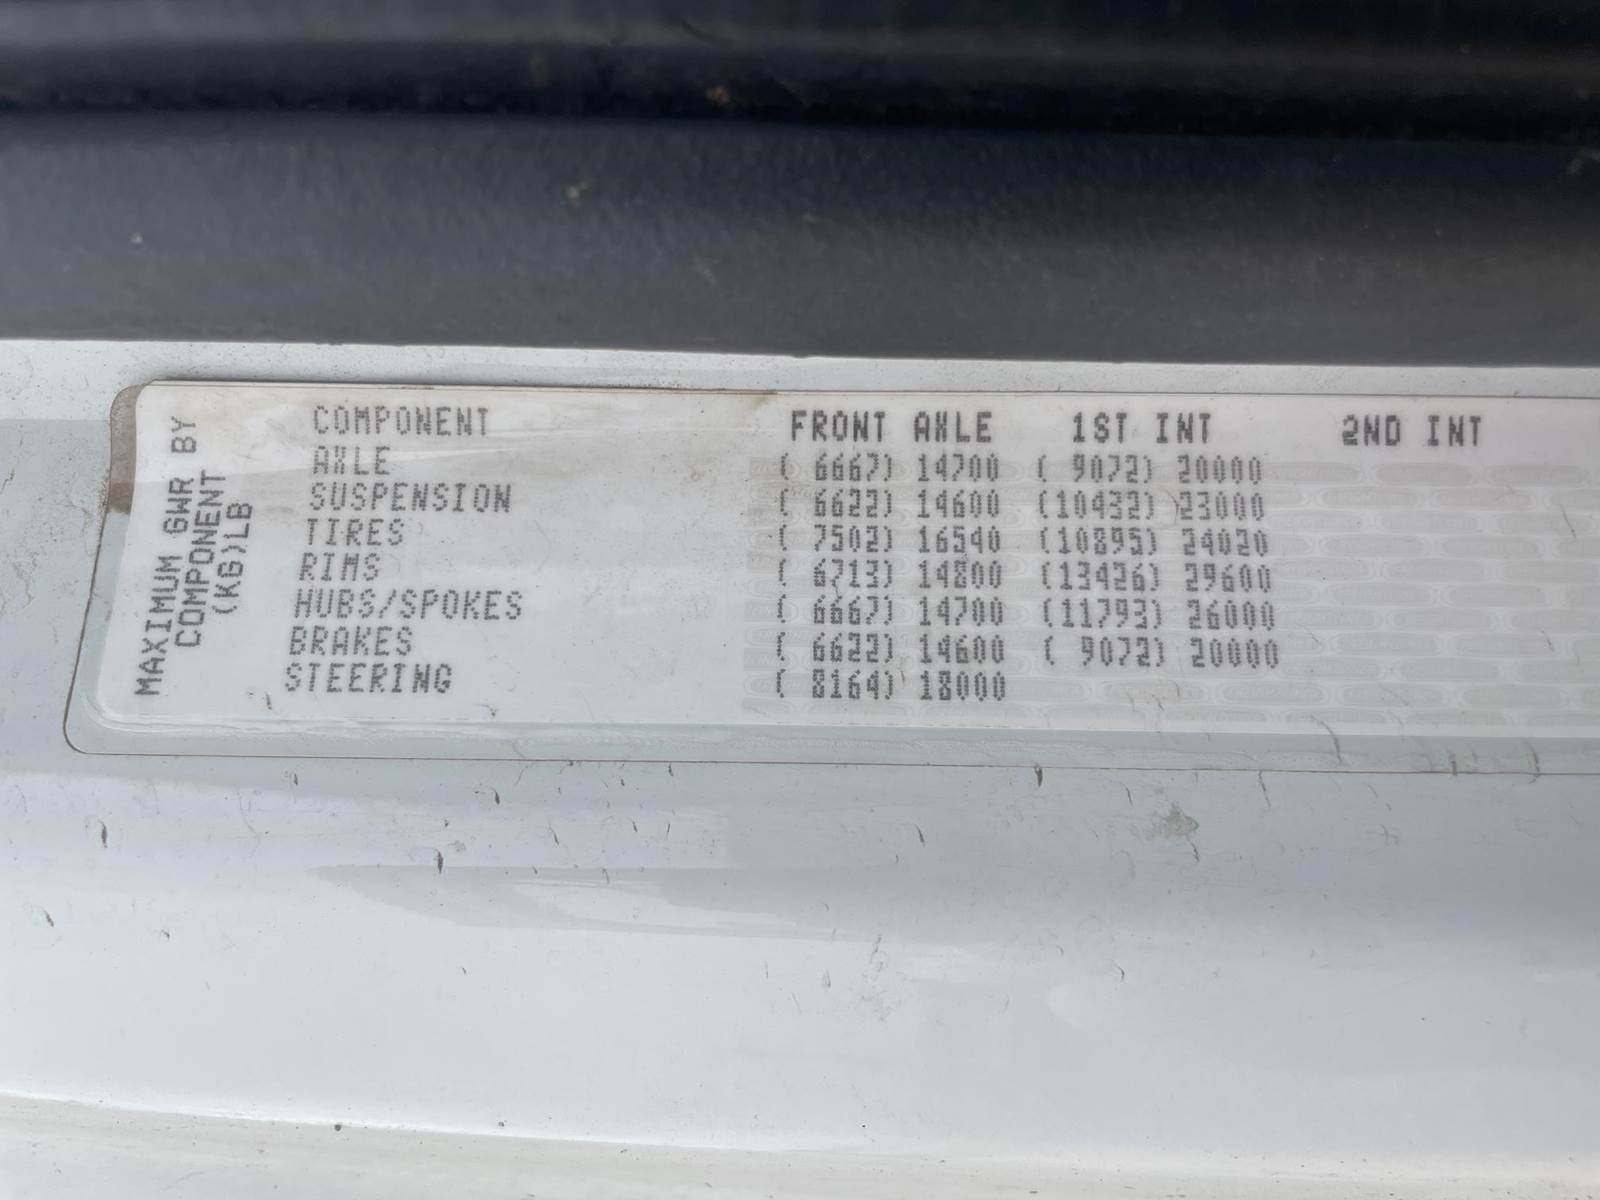 MAXIMUM GWR BY
COMPONENT
(KG)LB
COMPONENT FRONT AXLE 1ST INT 2ND INT
AXLE ( 6667) 14700 ( 9072) 20000
SUSPENSION ( 6622) 14600 (10432) 23000
TIRES ( 7502) 16540 (10895) 24020
RIMS ( 6713) 14800 (13426) 29600
HUBS/SPOKES ( 6667) 14700 (11793) 26000
BRAKES ( 6622) 14600 ( 9072) 20000
STEERING ( 8164) 18000